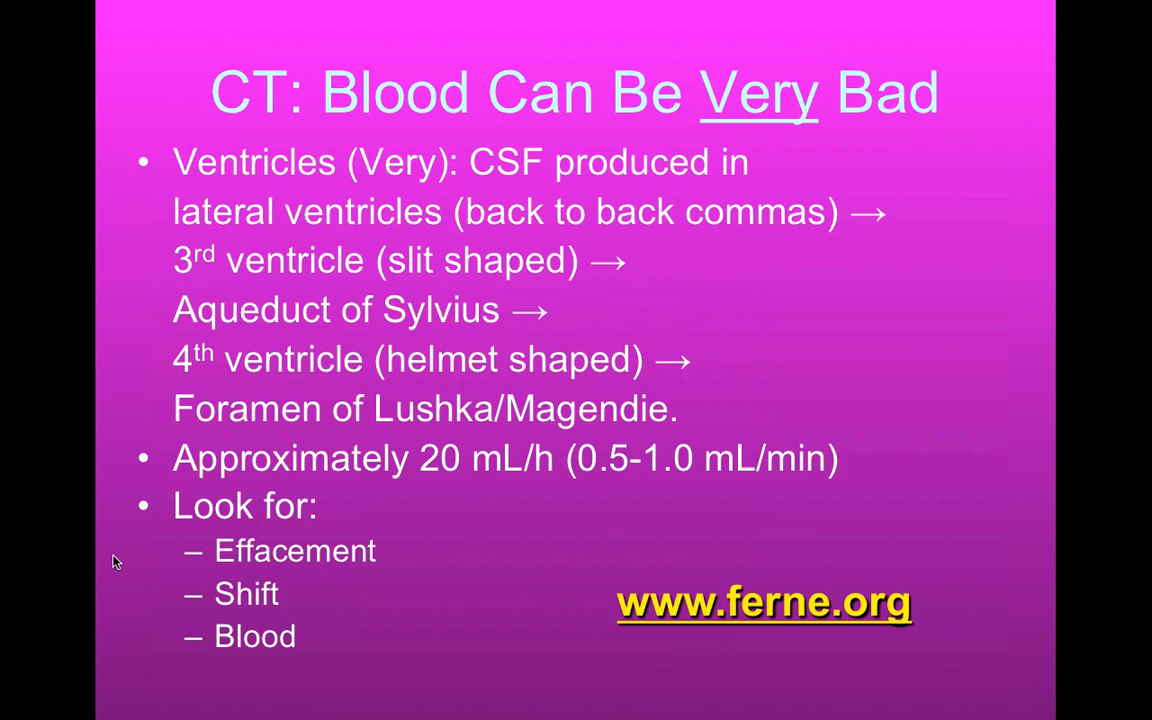 CT: Blood Can Be Very Bad
• Ventricles (Very): CSF produced in
lateral ventricles (back to back commas) →
3rd ventricle (slit shaped) →
Aqueduct of Sylvius →
4th ventricle (helmet shaped) →
Foramen of Lushka/Magendie.
• Approximately 20 mL/h (0.5-1.0 mL/min)
• Look for:
– Effacement
– Shift
– Blood
www.ferne.org